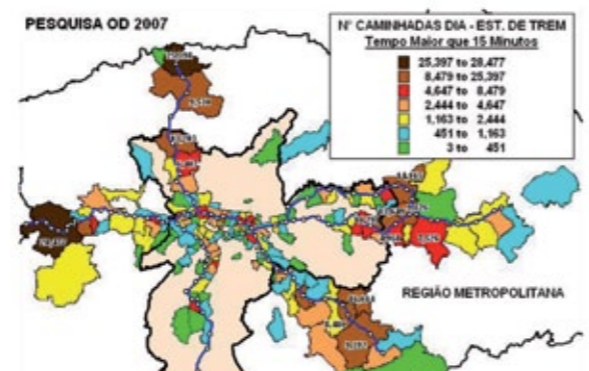 PESQUISA OD 2007
Nº CAMINHADAS DIA - EST. DE TREM
Tempo Maior que 15 Minutos
25,397 to 28,477
8,479 to 25,397
4,647 to 8,479
2,444 to 4,647
1,163 to 2,444
451 to 1,163
3 to 451
REGIÃO METROPOLITANA